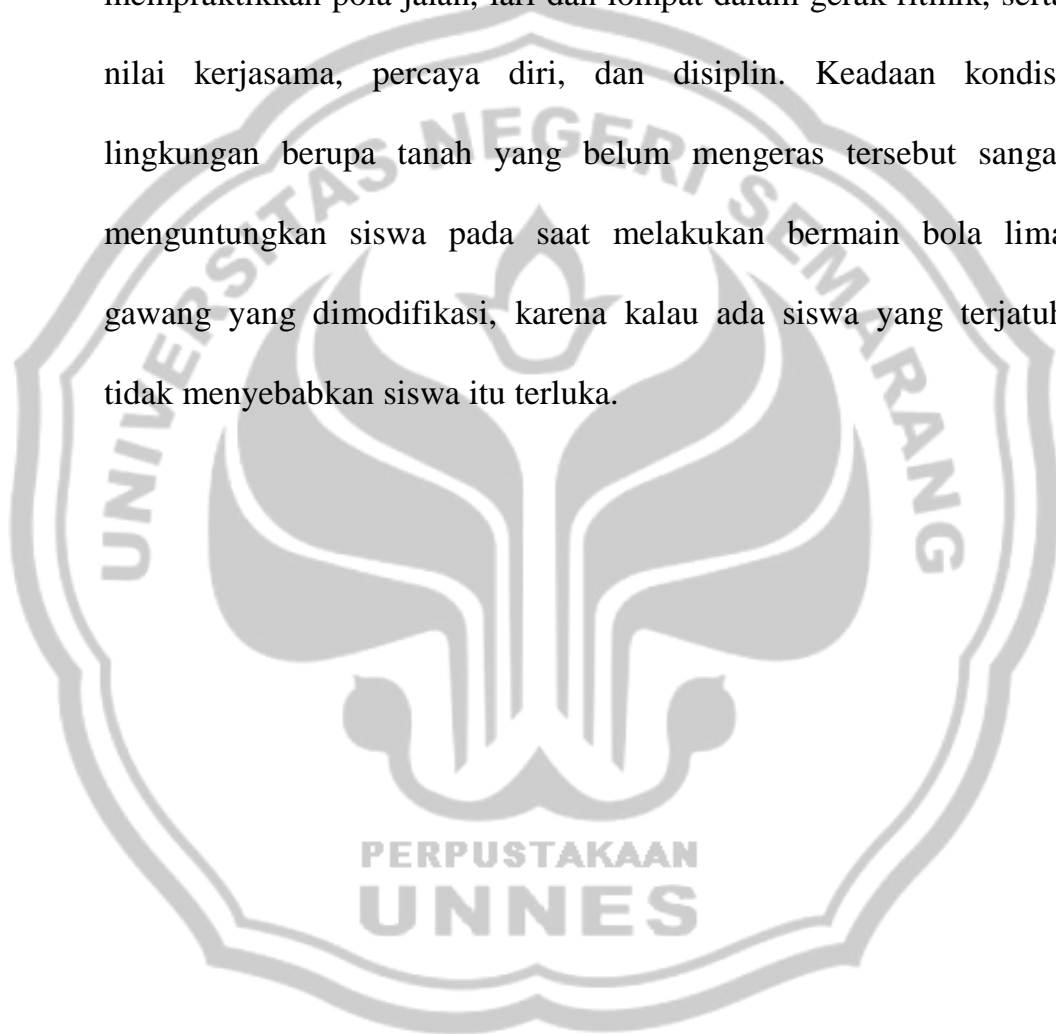 mempraktikkan pola jalan, lari dan lompat dalam gerak ritmik, sert
nilai kerjasama, percaya diri, dan disiplin. Keadaan kondis
lingkungan berupa tanah yang belum mengeras tersebut sanga
menguntungkan siswa pada saat melakukan bermain bola lima
gawang yang dimodifikasi, karena kalau ada siswa yang terjatuh
tidak menyebabkan siswa itu terluka.
UNIVERSITAS NEGERI SEMARANG
PERPUSTAKAAN
UNNES